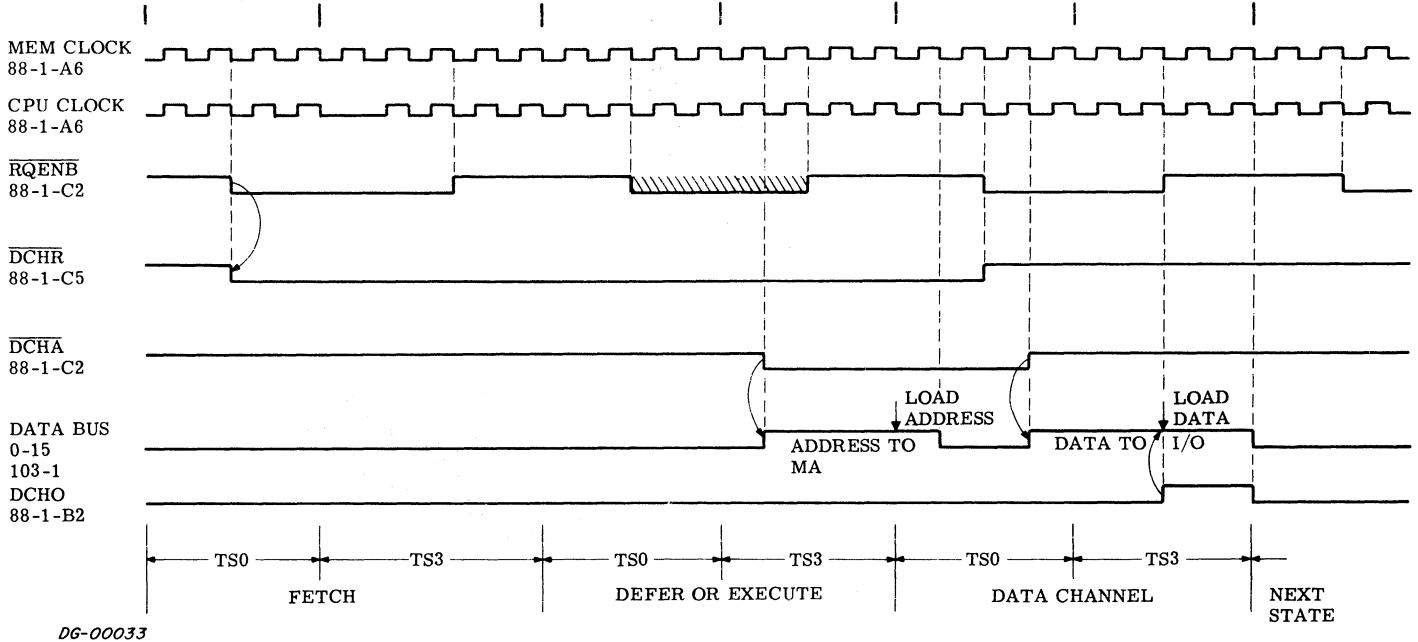 MEM CLOCK
88-1-A6
CPU CLOCK
88-1-A6
RQENB
88-1-C2
DCHR
88-1-C5
DCHA
88-1-C2
LOAD
ADDRESS
LOAD
DATA
DATA BUS
0-15
103-1
ADDRESS TO
MA
DATA TO I/O
DCHO
88-1-B2
TS0 TS3 TS0 TS3 TS0 TS3
FETCH DEFER OR EXECUTE DATA CHANNEL NEXT
STATE
DG-00033